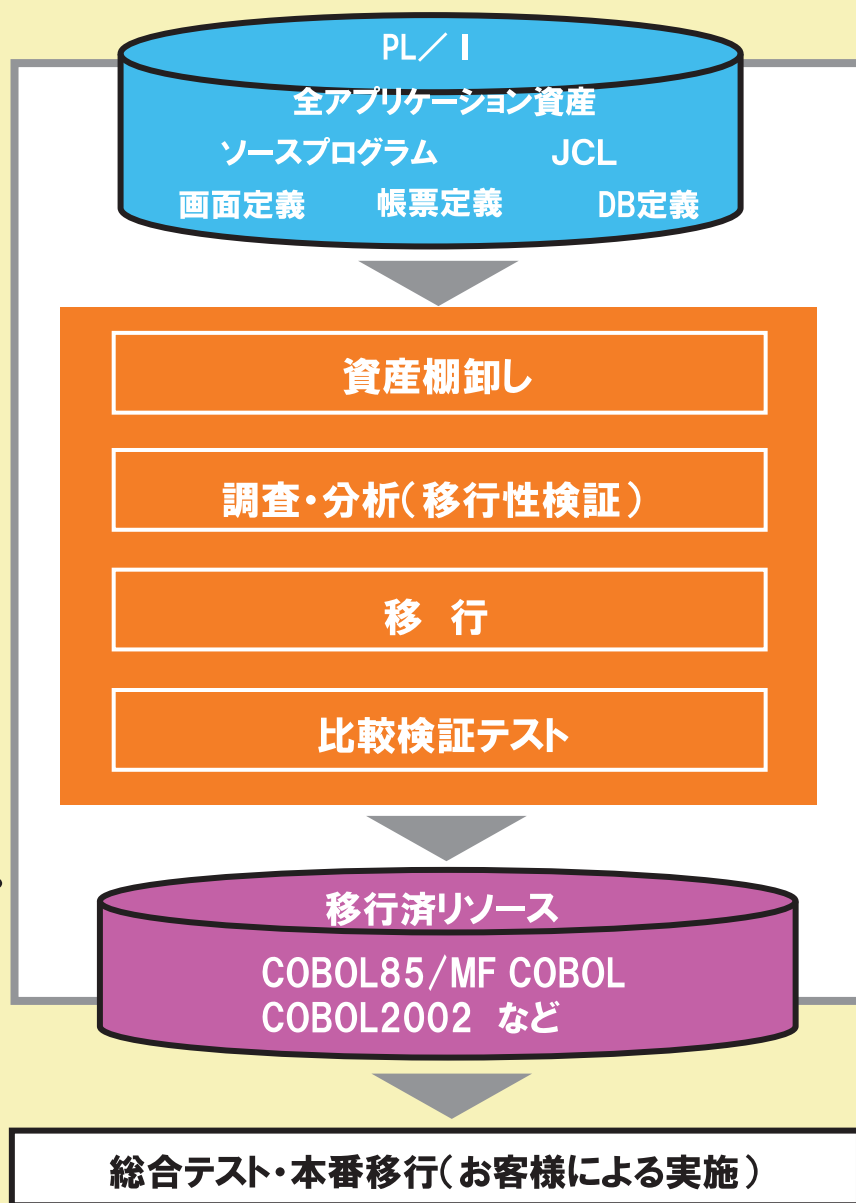 PL／Ｉ
全アプリケーション資産
ソースプログラム JCL
画面定義 帳票定義 DB定義
資産棚卸し
調査・分析（移行性検証）
移 行
比較検証テスト
移行済リソース
COBOL85/MF COBOL
COBOL2002 など
総合テスト・本番移行（お客様による実施）